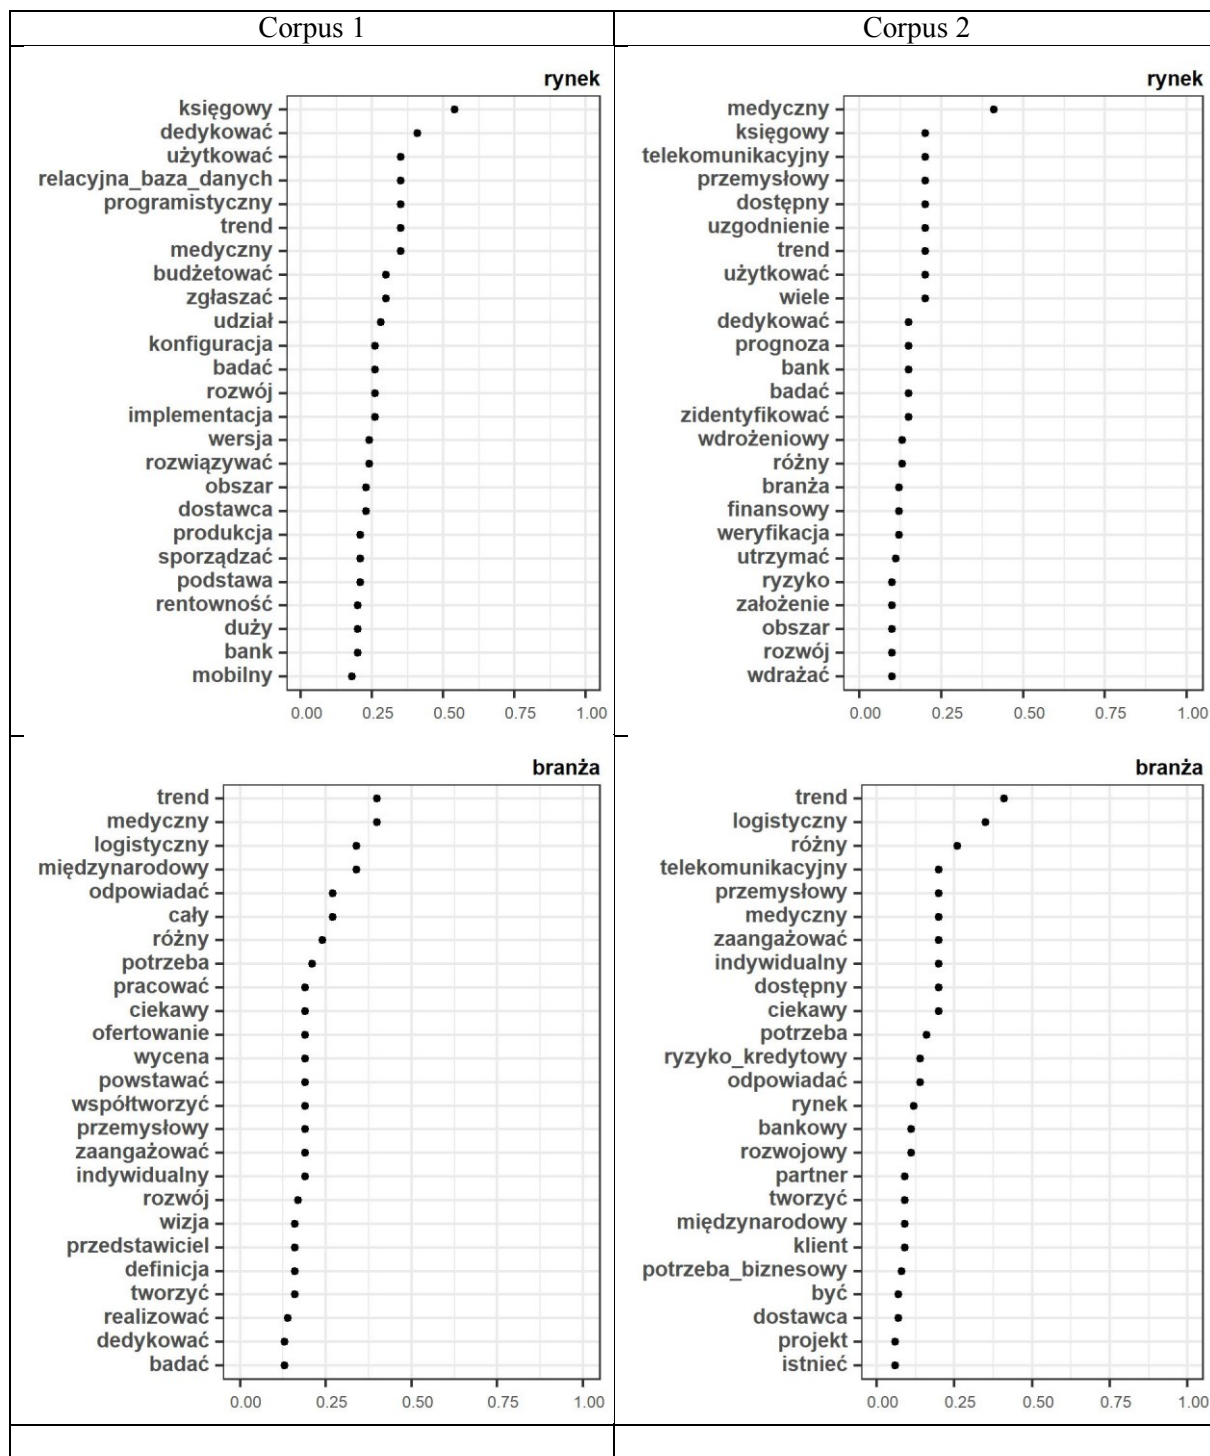 Corpus 1
Corpus 2
rynek
księgowy
dedykować
użytkować
relacyjna_baza_danych
programistyczny
trend
medyczny
budżetować
zgłaszać
udział
konfiguracja
badać
rozwój
implementacja
wersja
rozwiązywać
obszar
dostawca
produkcja
sporządzać
podstawa
rentowność
duży
bank
mobilny
0.00 0.25 0.50 0.75 1.00
rynek
medyczny
księgowy
telekomunikacyjny
przemysłowy
dostępny
uzgodnienie
trend
użytkować
wiele
dedykować
prognoza
bank
badać
zidentyfikować
wdrożeniowy
różny
branża
finansowy
weryfikacja
utrzymać
ryzyko
założenie
obszar
rozwój
wdrażać
0.00 0.25 0.50 0.75 1.00
branża
trend
medyczny
logistyczny
międzynarodowy
odpowiadać
cały
różny
potrzeba
pracować
ciekawy
ofertowanie
wycena
powstawać
współtworzyć
przemysłowy
zaangażować
indywidualny
rozwój
wizja
przedstawiciel
definicja
tworzyć
realizować
dedykować
badać
0.00 0.25 0.50 0.75 1.00
branża
trend
logistyczny
różny
telekomunikacyjny
przemysłowy
medyczny
zaangażować
indywidualny
dostępny
ciekawy
potrzeba
ryzyko_kredytowy
odpowiadać
rynek
bankowy
rozwojowy
partner
tworzyć
międzynarodowy
klient
potrzeba_biznesowy
być
dostawca
projekt
istnieć
0.00 0.25 0.50 0.75 1.00